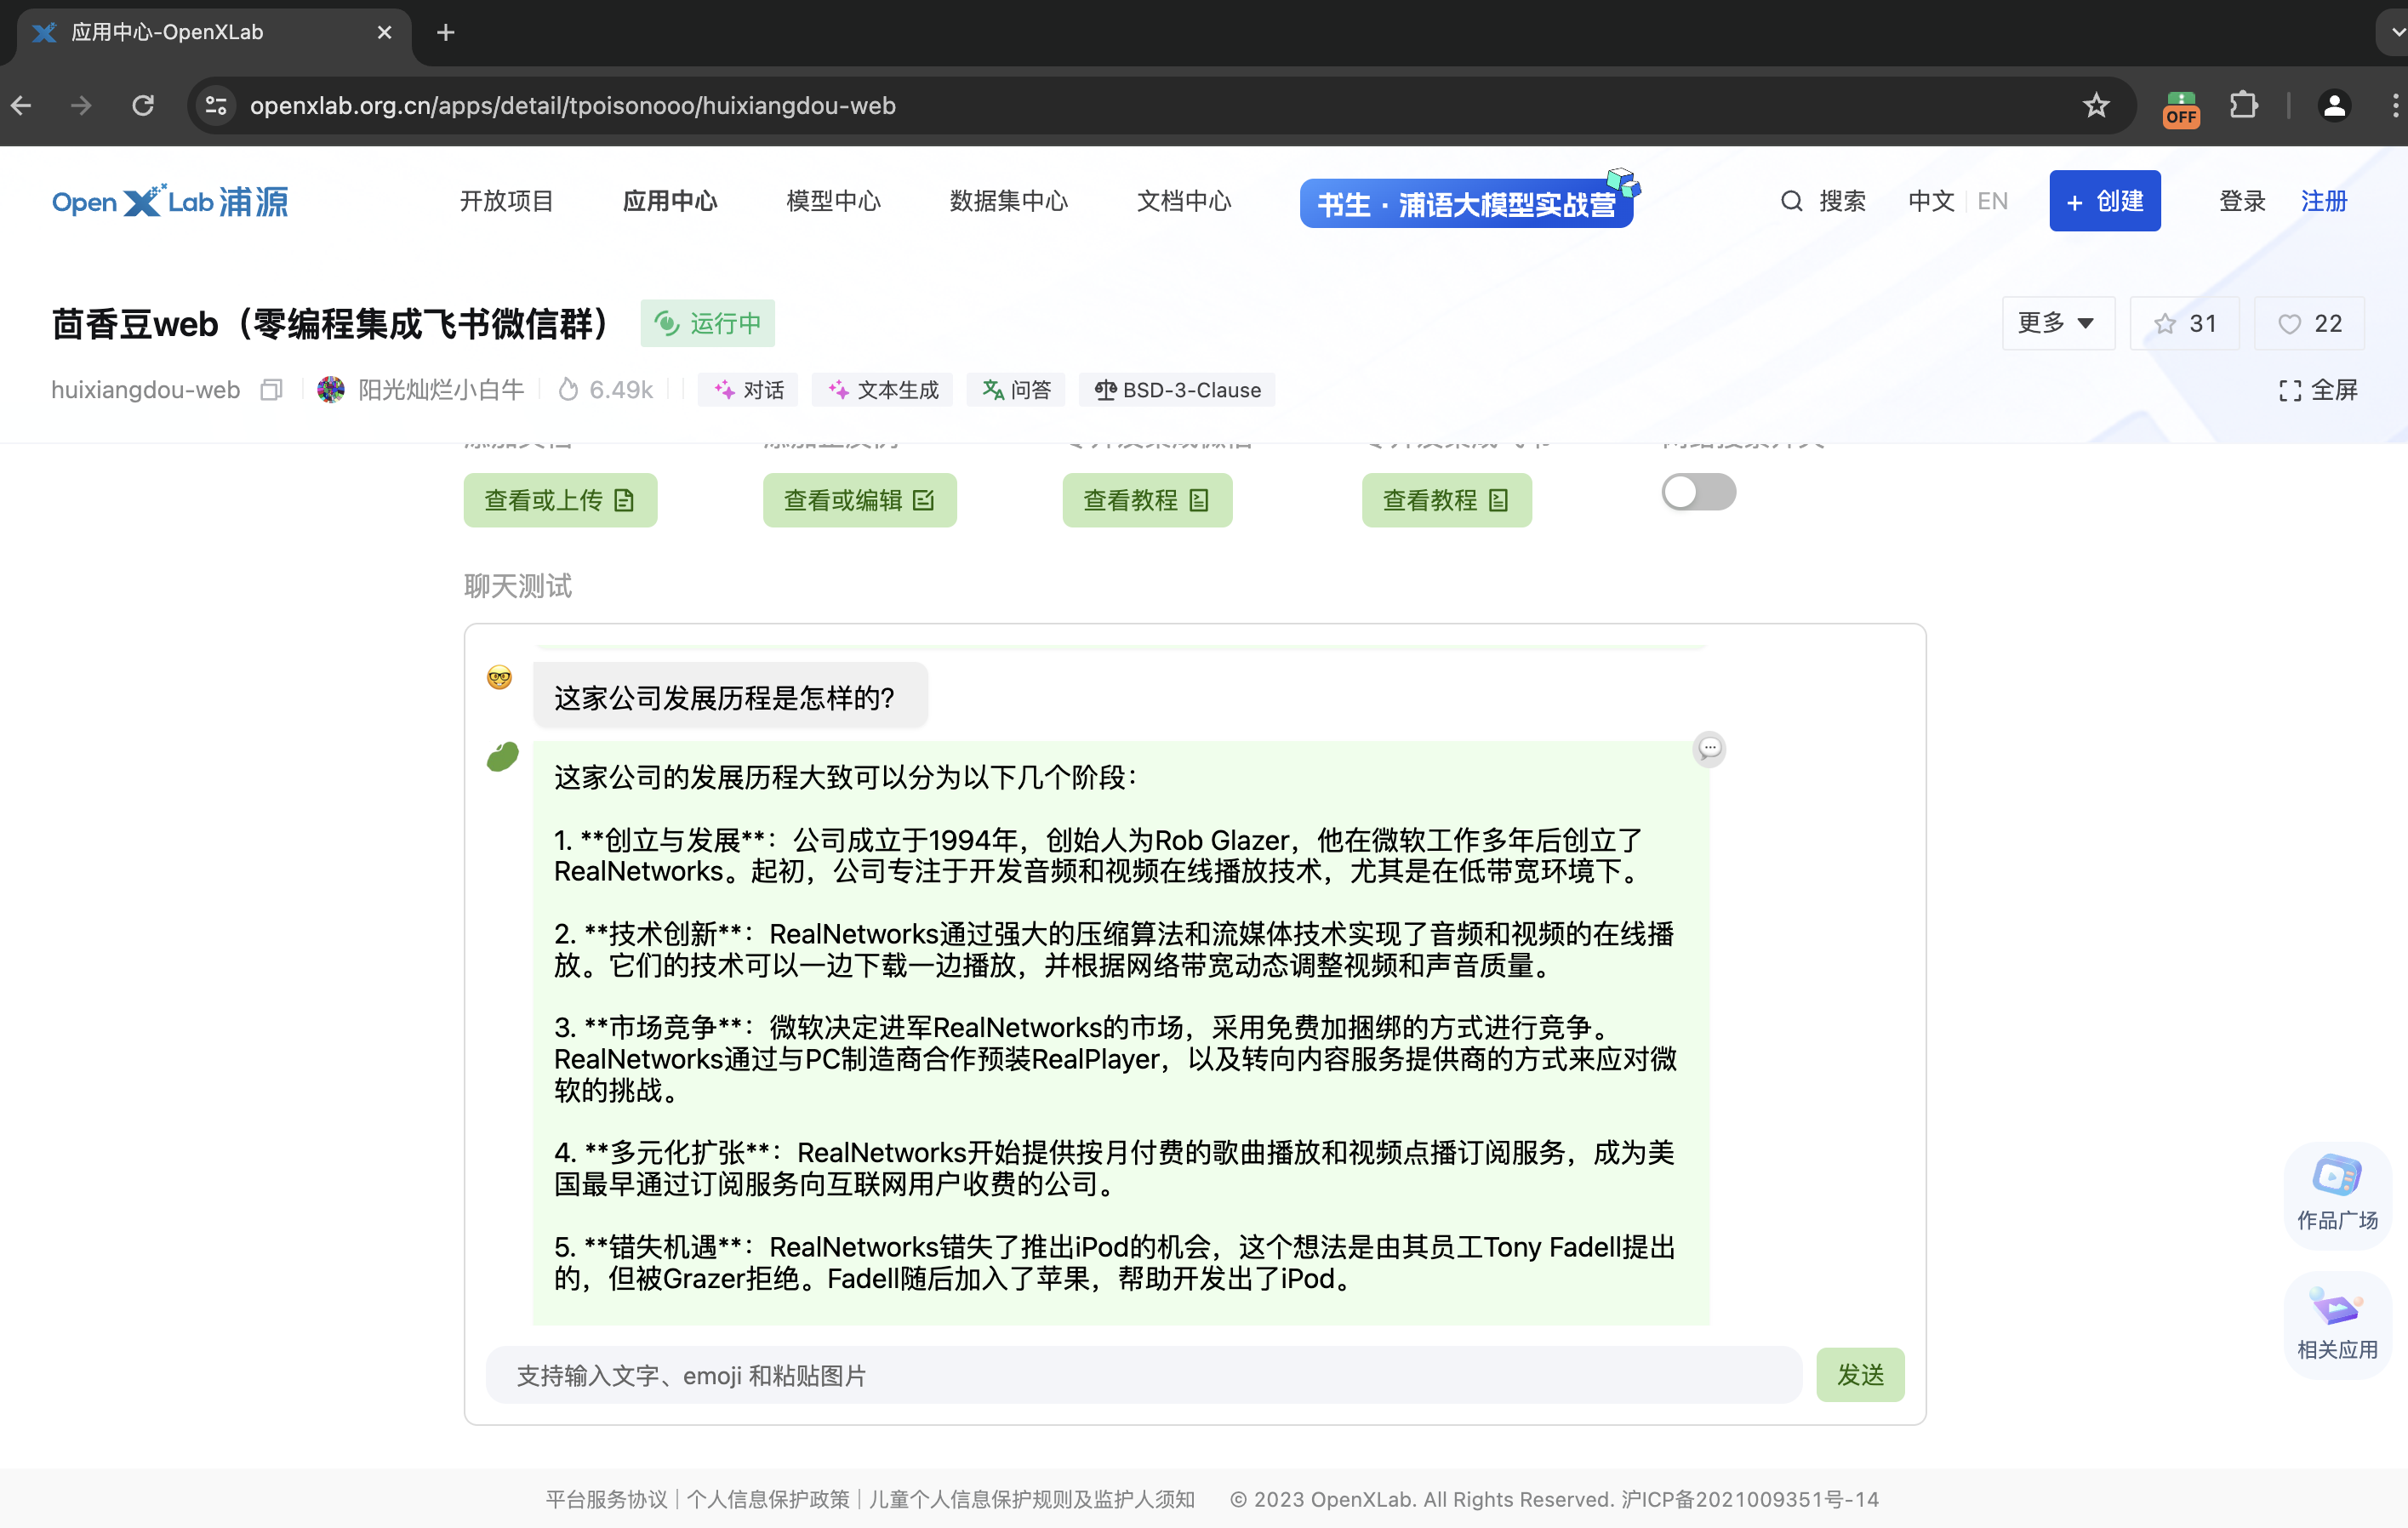 应用中心-OpenXLab
openxlab.org.cn/apps/detail/tpoisonooo/huixiangdou-web
OFF
OpenXLab浦源
开放项目
应用中心
模型中心
数据集中心
文档中心
书生·浦语大模型实战营
搜索
中文 EN
+ 创建
登录
注册
茴香豆web（零编程集成飞书微信群）
运行中
更多
31
22
huixiangdou-web
阳光灿烂小白牛
6.49k
对话
文本生成
问答
BSD-3-Clause
全屏
查看或上传
查看或编辑
查看教程
查看教程
聊天测试
这家公司发展历程是怎样的？
这家公司的发展历程大致可以分为以下几个阶段：
1. **创立与发展**：公司成立于1994年，创始人为Rob Glazer，他在微软工作多年后创立了
RealNetworks。起初，公司专注于开发音频和视频在线播放技术，尤其是在低带宽环境下。
2. **技术创新**：RealNetworks通过强大的压缩算法和流媒体技术实现了音频和视频的在线播
放。它们的技术可以一边下载一边播放，并根据网络带宽动态调整视频和声音质量。
3. **市场竞争**：微软决定进军RealNetworks的市场，采用免费加捆绑的方式进行竞争。
RealNetworks通过与PC制造商合作预装RealPlayer，以及转向内容服务提供商的方式来应对微
软的挑战。
4. **多元化扩张**：RealNetworks开始提供按月付费的歌曲播放和视频点播订阅服务，成为美
国最早通过订阅服务向互联网用户收费的公司。
5. **错失机遇**：RealNetworks错失了推出iPod的机会，这个想法是由其员工Tony Fadell提出
的，但被Grazer拒绝。Fadell随后加入了苹果，帮助开发出了iPod。
支持输入文字、emoji 和粘贴图片
发送
作品广场
相关应用
平台服务协议｜个人信息保护政策｜儿童个人信息保护规则及监护人须知 © 2023 OpenXLab. All Rights Reserved. 沪ICP备2021009351号-14